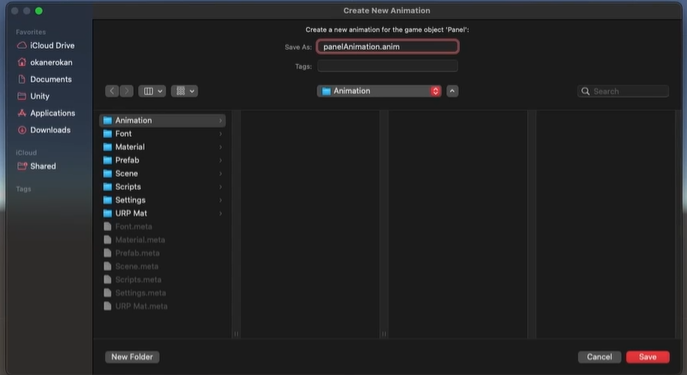 Create New Animation
Create a new animation for the game object 'Panel':
Save As: panelAnimation.anim
Tags:
Favorites
iCloud Drive
okanerokan
Documents
Unity
Applications
Downloads
iCloud
Shared
Tags
Animation
Search
Animation
Font
Material
Prefab
Scene
Scripts
Settings
URP Mat
Font.meta
Material.meta
Prefab.meta
Scene.meta
Scripts.meta
Settings.meta
URP Mat.meta
New Folder
Cancel
Save